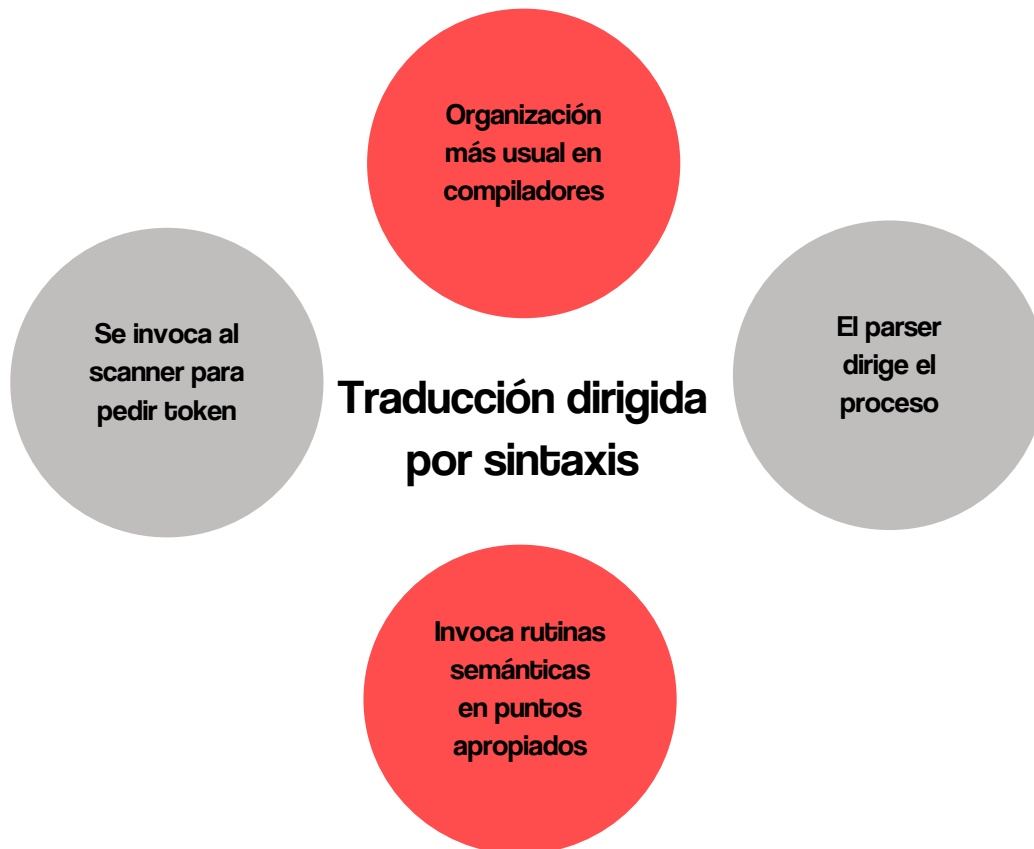 Organización
más usual en
compiladores
Se invoca al
scanner para
pedir token
El parser
dirige el
proceso
Traducción dirigida
por sintaxis
Invoca rutinas
semánticas
en puntos
apropiados